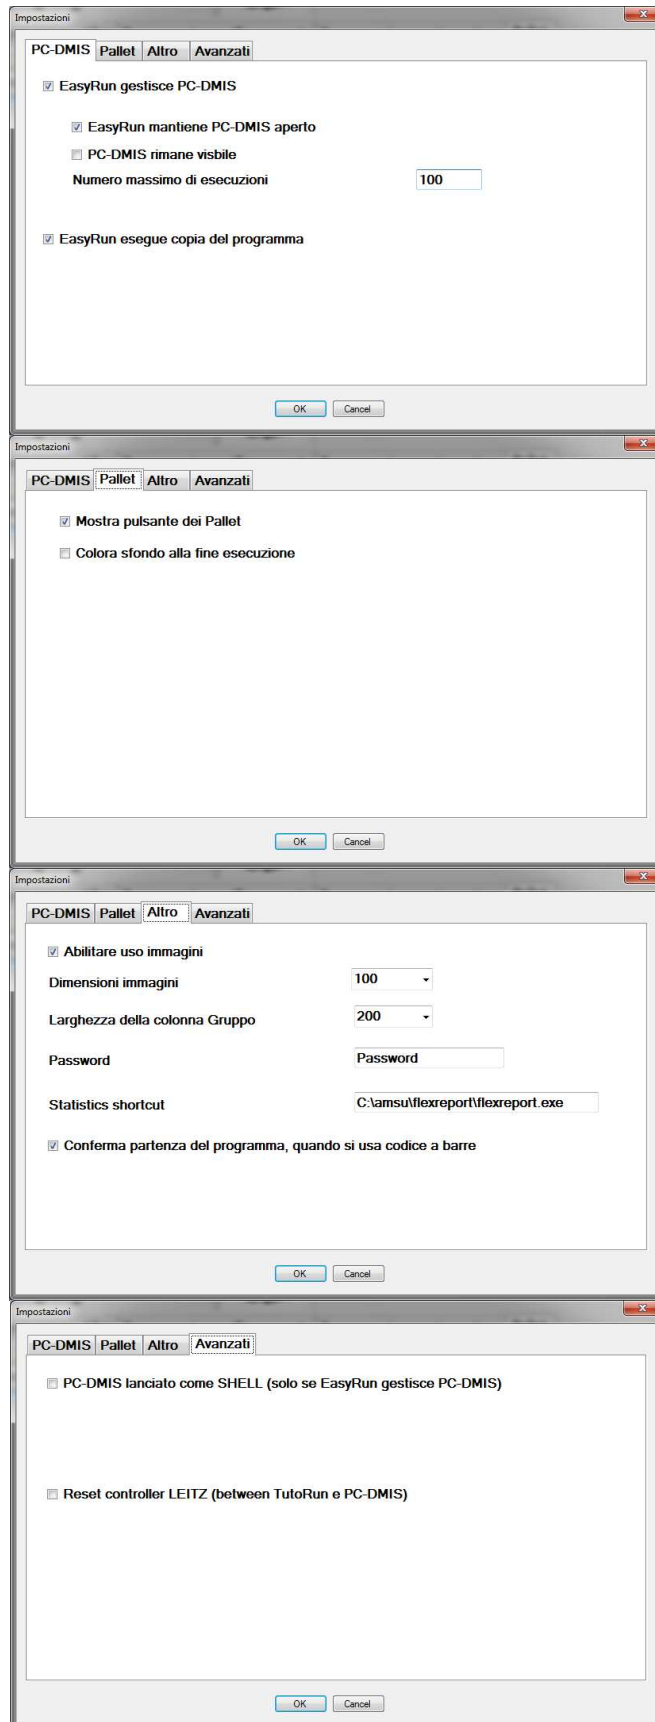 Impostazioni
PC-DMIS Pallet Altro Avanzati
EasyRun gestisce PC-DMIS
EasyRun mantiene PC-DMIS aperto
PC-DMIS rimane visbile
Numero massimo di esecuzioni 100
EasyRun esegue copia del programma
OK Cancel
Impostazioni
PC-DMIS Pallet Altro Avanzati
Mostra pulsante dei Pallet
Colora sfondo alla fine esecuzione
OK Cancel
Impostazioni
PC-DMIS Pallet Altro Avanzati
Abilitare uso immagini
Dimensioni immagini 100
Larghezza della colonna Gruppo 200
Password Password
Statistics shortcut C:\amsu\flexreport\flexreport.exe
Conferma partenza del programma, quando si usa codice a barre
OK Cancel
Impostazioni
PC-DMIS Pallet Altro Avanzati
PC-DMIS lanciato come SHELL (solo se EasyRun gestisce PC-DMIS)
Reset controller LEITZ (between TutoRun e PC-DMIS)
OK Cancel